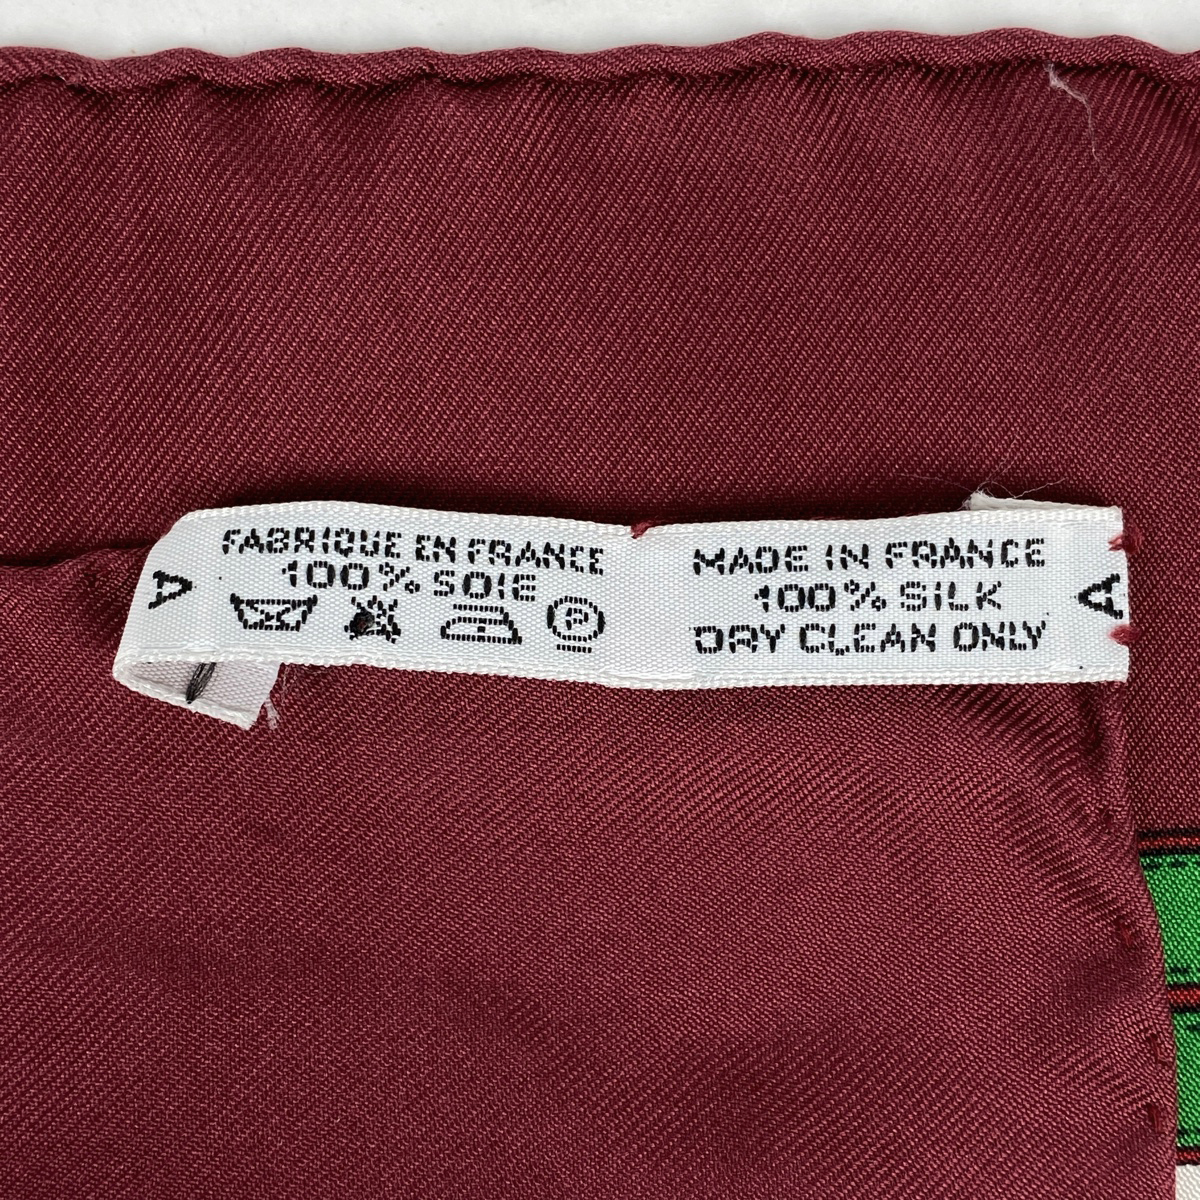 FABRIQUE EN FRANCE
100% SOIE
P
A
MADE IN FRANCE
100% SILK
DRY CLEAN ONLY
A